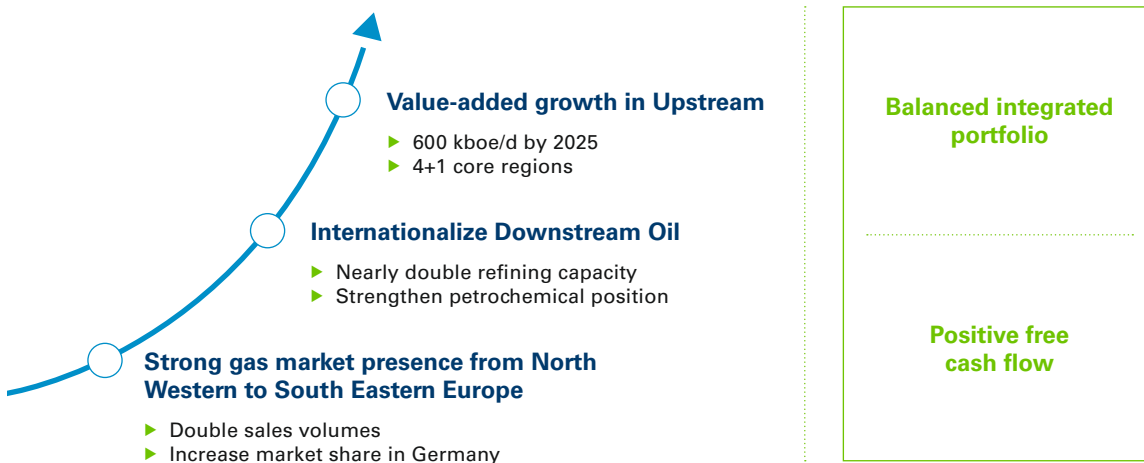 Value-added growth in Upstream
600 kboe/d by 2025
4+1 core regions
Internationalize Downstream Oil
Nearly double refining capacity
Strengthen petrochemical position
Strong gas market presence from North
Western to South Eastern Europe
Double sales volumes
Increase market share in Germany
Balanced integrated
portfolio
Positive free
cash flow